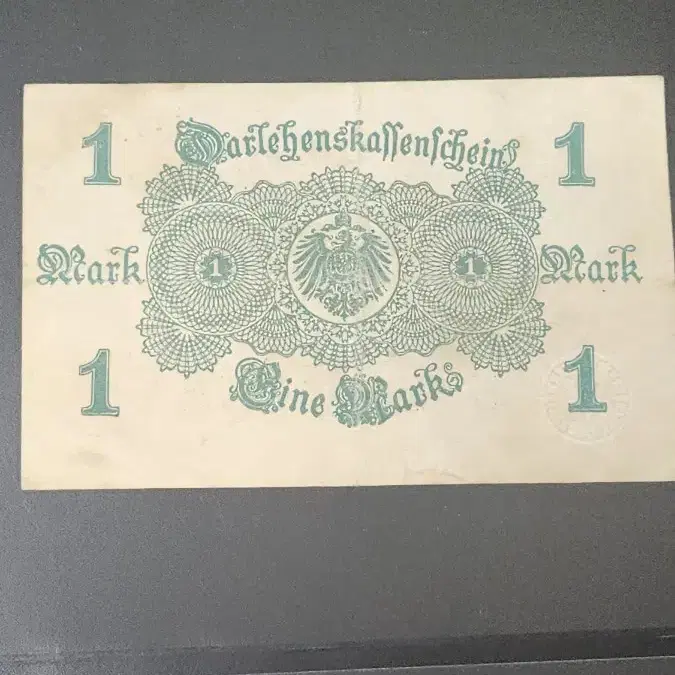 1 Darlehenskassenschein 1
Mark 1 1 Mark
1 Eine Mark 1